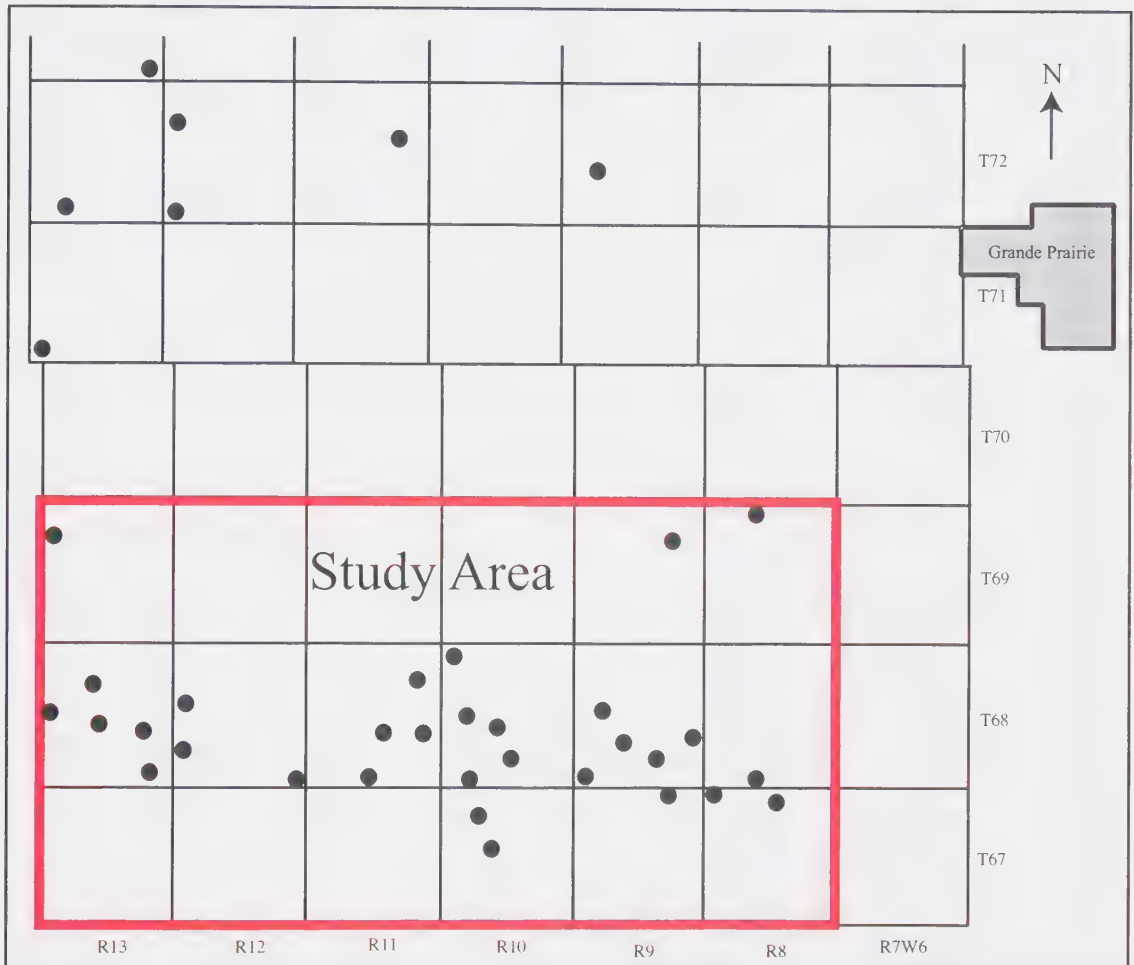 N
T72
Grande Prairie
T71
T70
Study Area
T69
T68
T67
R13 R12 R11 R10 R9 R8 R7W6